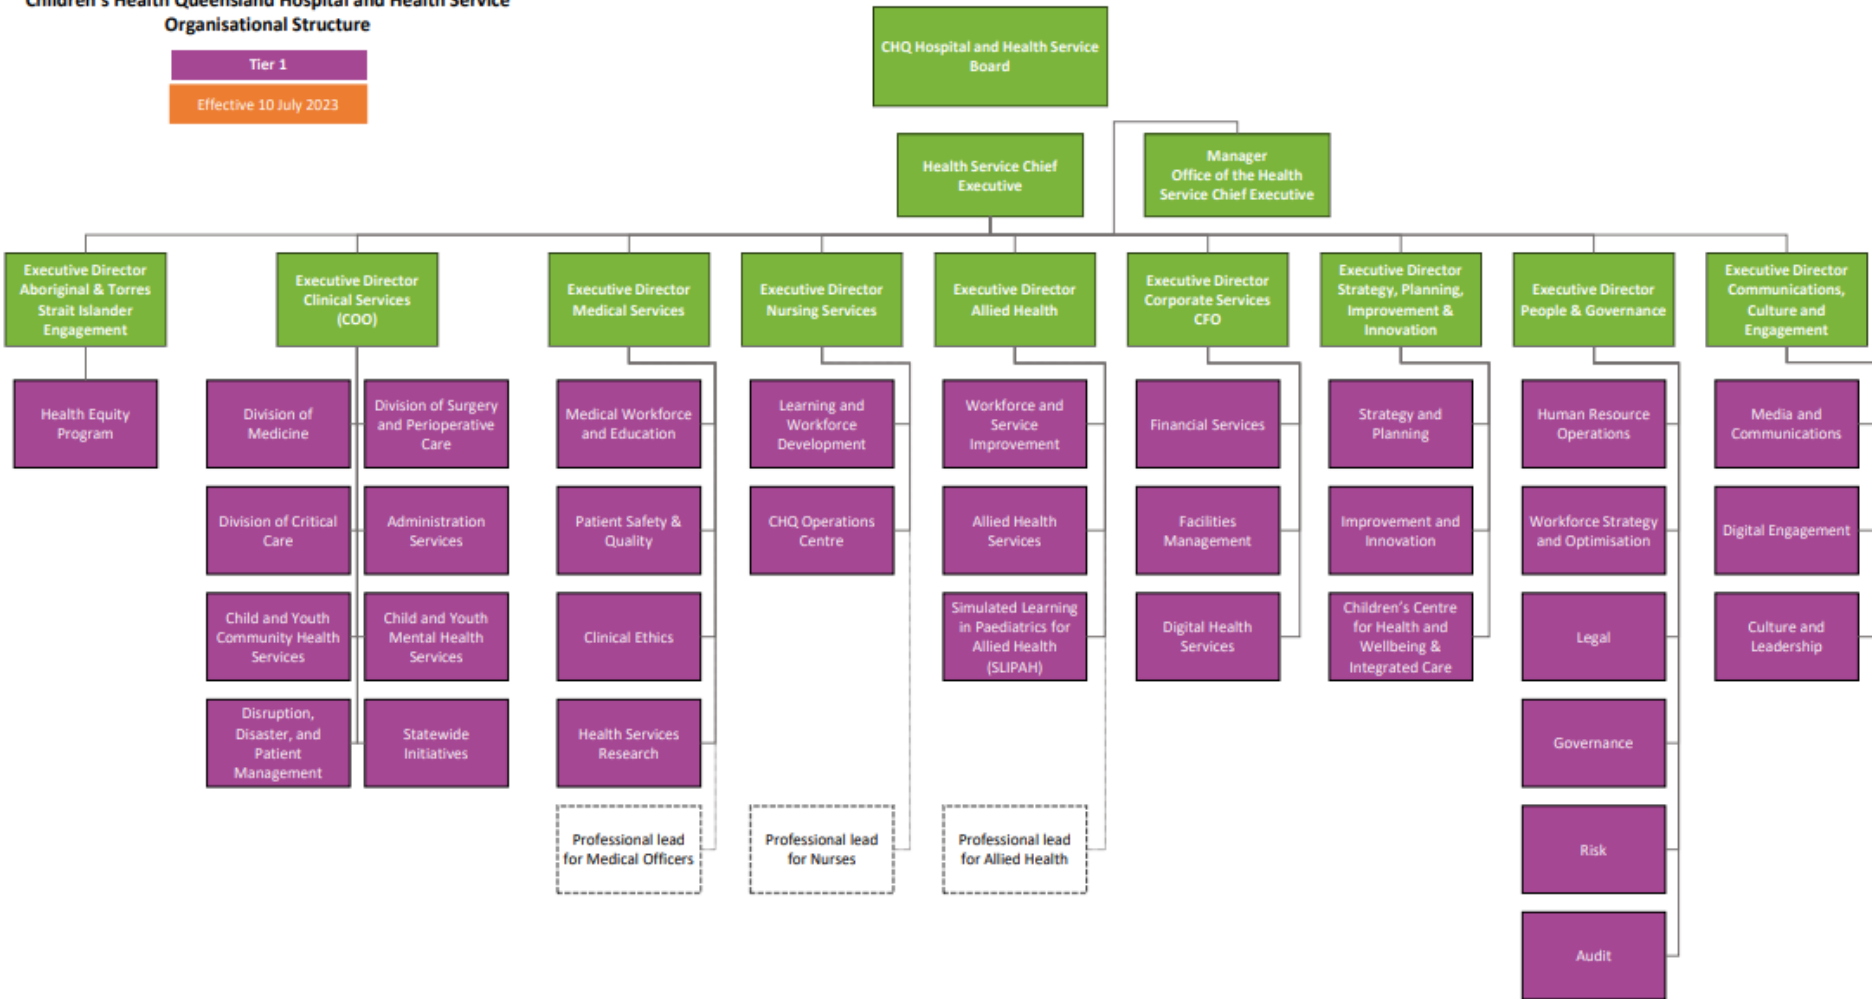 Children's Health Queensland Hospital and Health Service
Organisational Structure
Tier 1
Effective 10 July 2023
CHQ Hospital and Health Service
Board
Health Service Chief
Executive
Manager
Office of the Health
Service Chief Executive
Executive Director
Aboriginal & Torres
Strait Islander
Engagement
Executive Director
Clinical Services
(COO)
Executive Director
Medical Services
Executive Director
Nursing Services
Executive Director
Allied Health
Executive Director
Corporate Services
CFO
Executive Director
Strategy, Planning,
Improvement &
Innovation
Executive Director
People & Governance
Executive Director
Communications,
Culture and
Engagement
Health Equity
Program
Division of
Medicine
Division of Surgery
and Perioperative
Care
Medical Workforce
and Education
Learning and
Workforce
Development
Workforce and
Service
Improvement
Financial Services
Strategy and
Planning
Human Resource
Operations
Media and
Communications
Division of Critical
Care
Administration
Services
Patient Safety &
Quality
CHQ Operations
Centre
Allied Health
Services
Facilities
Management
Improvement and
Innovation
Workforce Strategy
and Optimisation
Digital Engagement
Child and Youth
Community Health
Services
Child and Youth
Mental Health
Services
Clinical Ethics
Simulated Learning
in Paediatrics for
Allied Health
(SLIPAH)
Digital Health
Services
Children's Centre
for Health and
Wellbeing &
Integrated Care
Legal
Culture and
Leadership
Disruption,
Disaster, and
Patient
Management
Statewide
Initiatives
Health Services
Research
Governance
Professional lead
for Medical Officers
Professional lead
for Nurses
Professional lead
for Allied Health
Risk
Audit